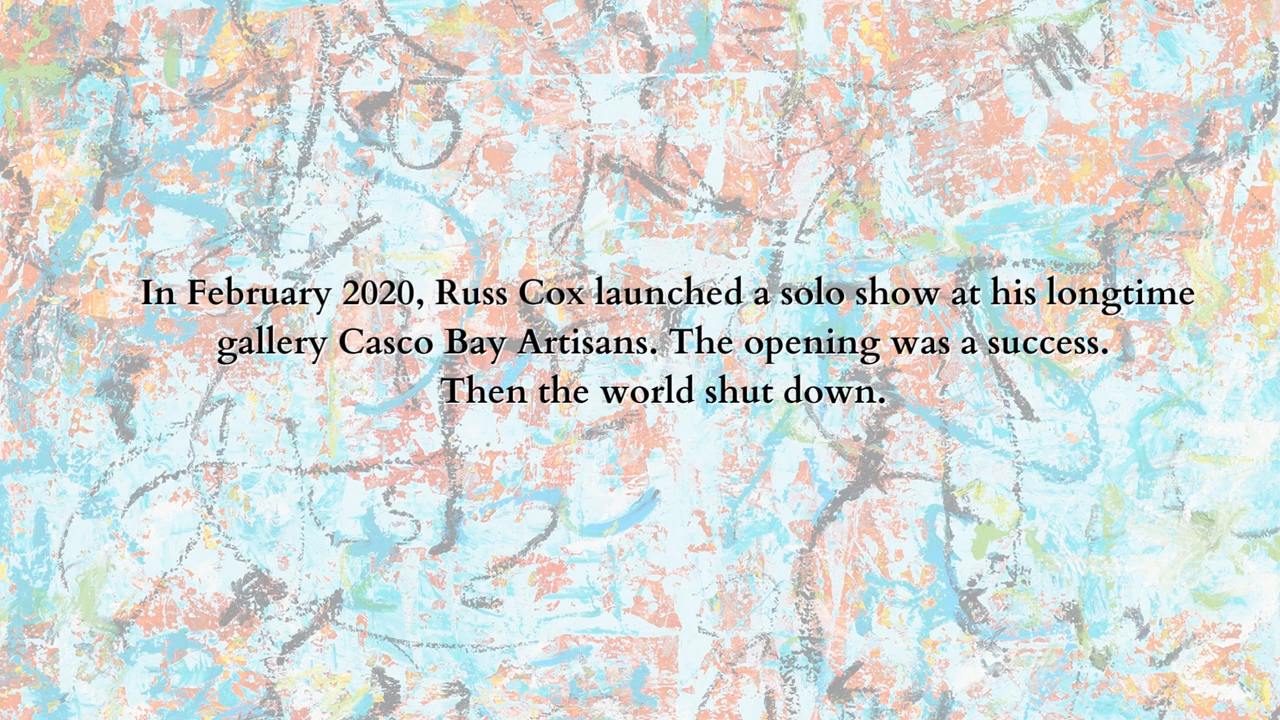 In February 2020, Russ Cox launched a solo show at his longtime
gallery Casco Bay Artisans. The opening was a success.
Then the world shut down.